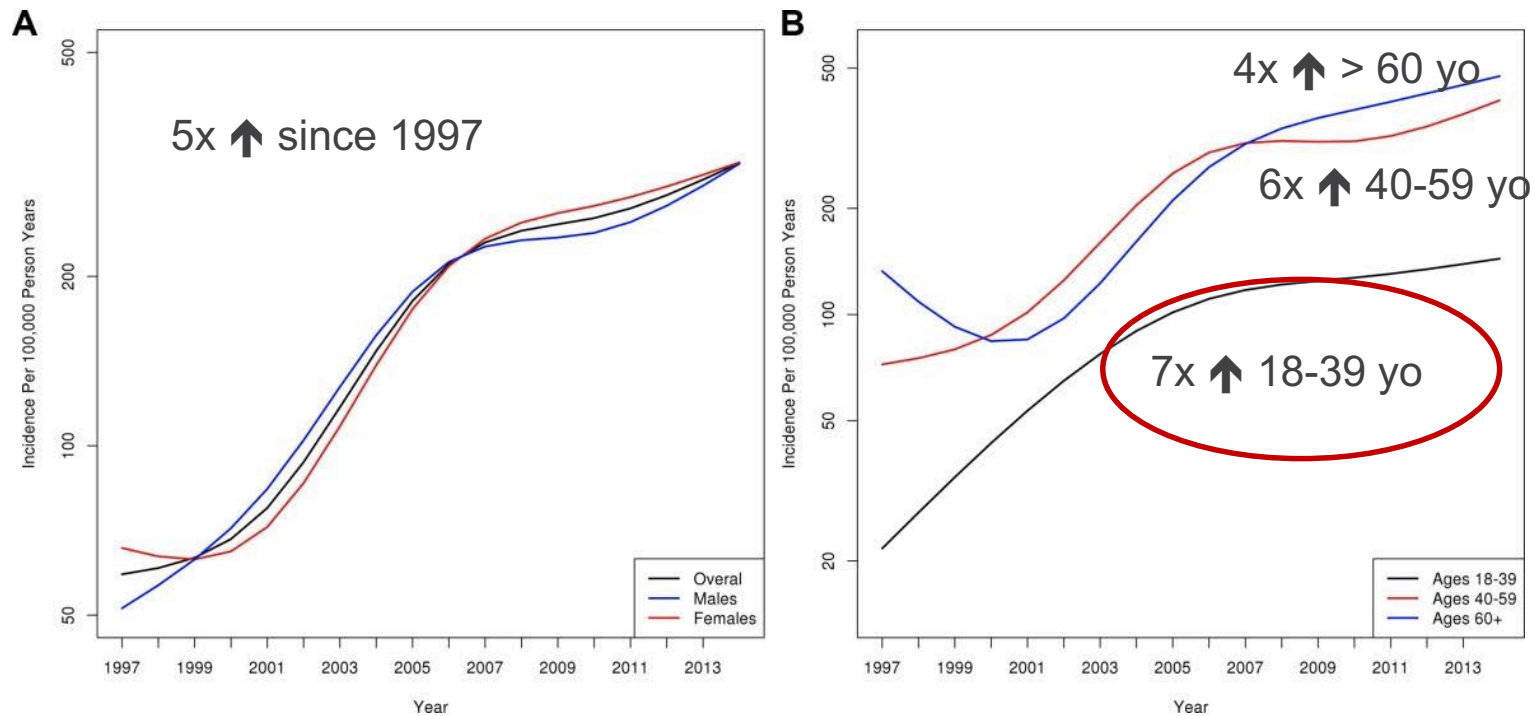 A
500
200
100
50
Incidence Per 100,000 Person Years
5x ↑ since 1997
Overal
Males
Females
1997 1999 2001 2003 2005 2007 2009 2011 2013
Year
B
500
200
100
50
20
Incidence Per 100,000 Person Years
4x ↑ > 60 yo
6x ↑ 40-59 yo
7x ↑ 18-39 yo
Ages 18-39
Ages 40-59
Ages 60+
1997 1999 2001 2003 2005 2007 2009 2011 2013
Year